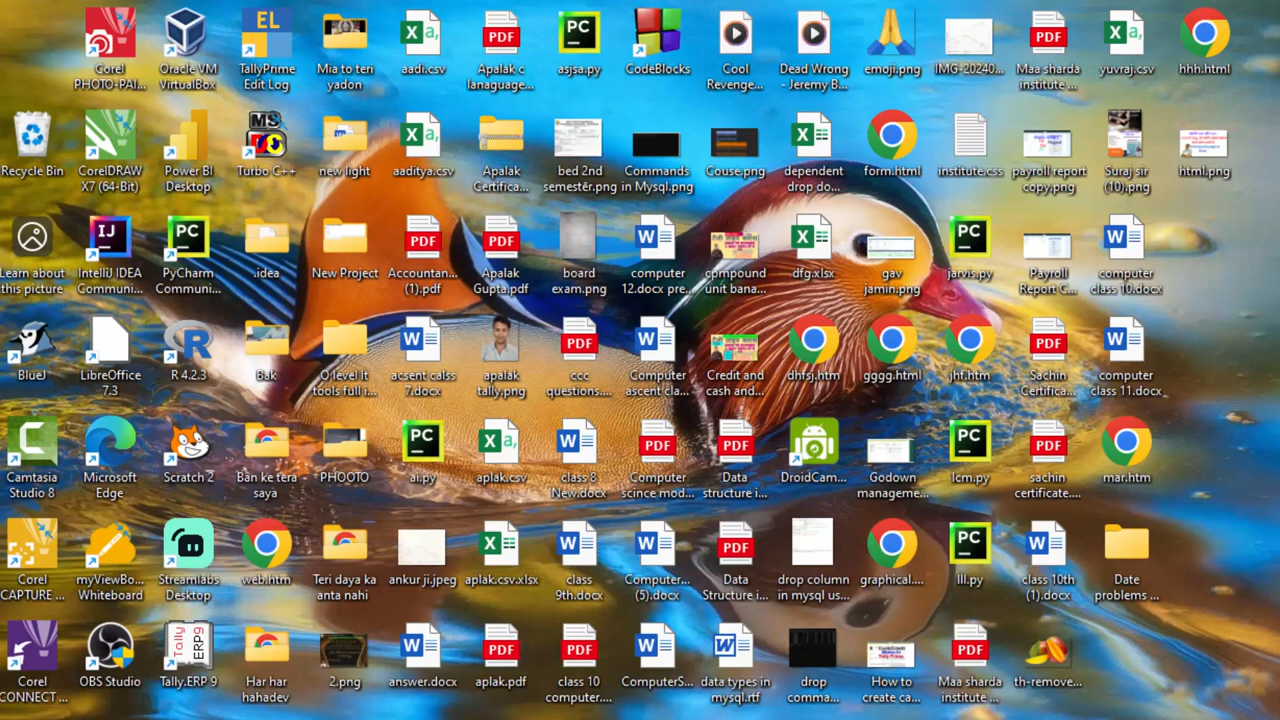 Corel
PHOTO-PAI...
Oracle VM
VirtualBox
TallyPrime
Edit Log
Mia to teri
yadon
aadi.csv
Apalak c
lanaguage...
asjsa.py
CodeBlocks
Cool
Revenge...
Dead Wrong
- Jeremy B...
emoji.png
IMG-20240...
Maa sharda
institute ...
yuvraj.csv
hhh.html
Recycle Bin
CorelDRAW
X7 (64-Bit)
Power BI
Desktop
Turbo C++
new light
aaditya.csv
Apalak
Certifica...
bed 2nd
semester.png
Commands
in Mysql.png
Couse.png
dependent
drop do...
form.html
institute.css
payroll report
copy.png
Suraj sir
(10).png
html.png
Learn about
this picture
IntelliJ IDEA
Communi...
PyCharm
Communi...
.idea
New Project
Accountan...
(1).pdf
Apalak
Gupta.pdf
board
exam.png
computer
12.docx pre...
compound
unit bana...
dfg.xlsx
gav
jamin.png
jarvis.py
Payroll
Report C...
computer
class 10.docx
BlueJ
LibreOffice
7.3
R 4.2.3
Bak
O level It
tools full i...
acsent calss
7.docx
apalak
tally.png
ccc
questions....
Computer
ascent cla...
Credit and
cash and...
dhfsj.htm
gggg.html
jhf.htm
Sachin
Certifica...
computer
class 11.docx
Camtasia
Studio 8
Microsoft
Edge
Scratch 2
Ban ke tera
saya
PHOOTO
ai.py
aplak.csv
class 8
New.docx
Computer
scince mod...
Data
structure i...
DroidCam...
Godown
manageme...
lcm.py
sachin
certificate....
mar.htm
Corel
CAPTURE ...
myViewBo...
Whiteboard
Streamlabs
Desktop
web.htm
Teri daya ka
anta nahi
ankur ji.jpeg
aplak.csv.xlsx
class
9th.docx
Computer...
(5).docx
Data
Structure i...
drop column
in mysql us...
graphical....
lll.py
class 10th
(1).docx
Date
problems ...
Corel
CONNECT ...
OBS Studio
Tally.ERP 9
Har har
hahadev
2.png
answer.docx
aplak.pdf
class 10
computer....
ComputerS...
data types in
mysql.rtf
drop
comma...
How to
create ca...
Maa sharda
institute ...
th-remove...